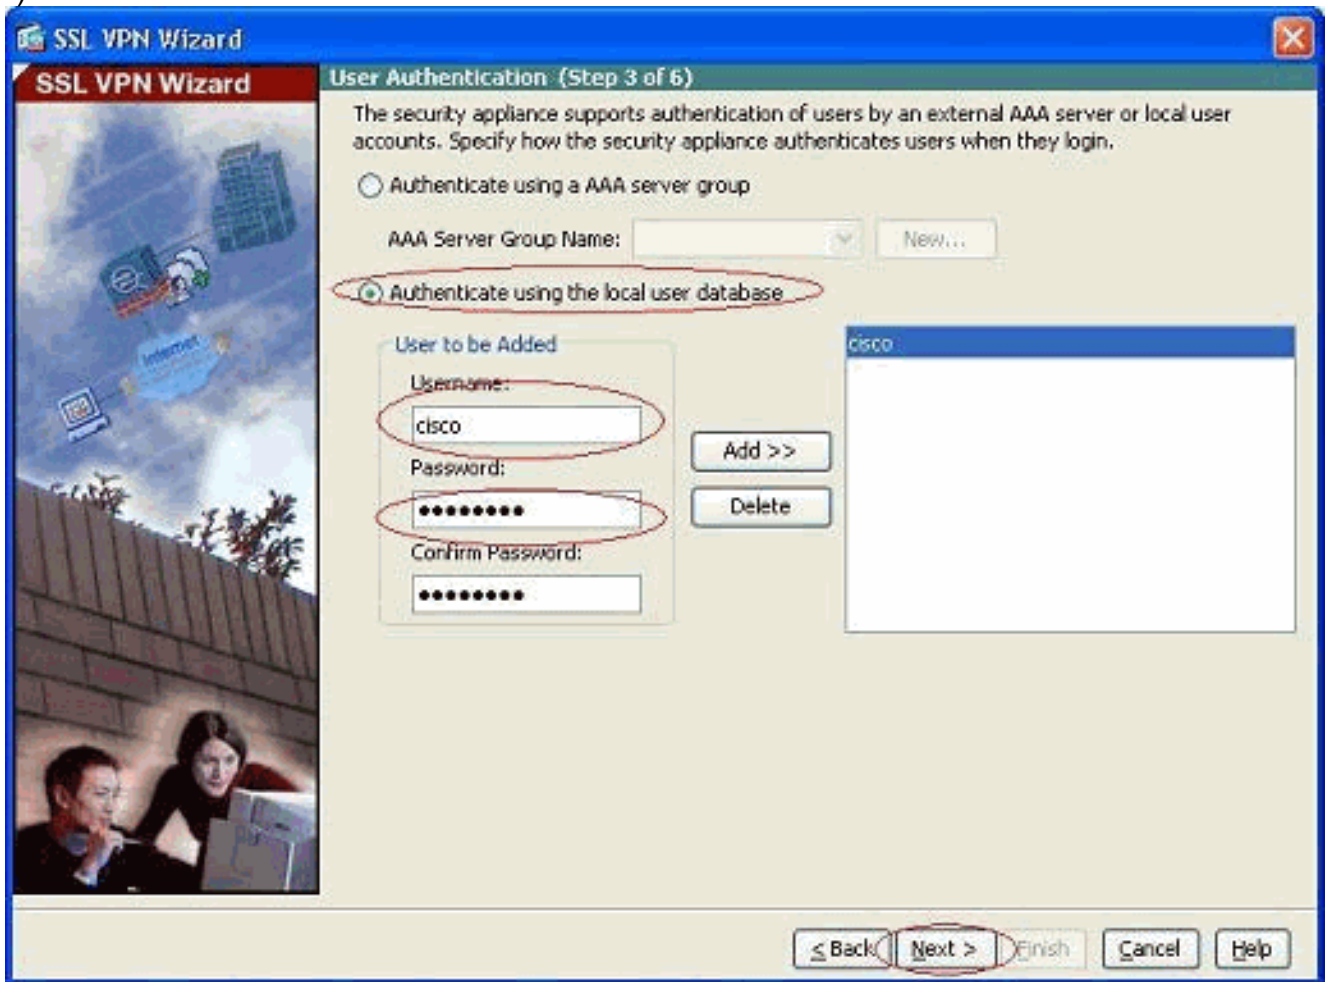 SSL VPN Wizard
SSL VPN Wizard
User Authentication (Step 3 of 6)
The security appliance supports authentication of users by an external AAA server or local user
accounts. Specify how the security appliance authenticates users when they login.
Authenticate using a AAA server group
AAA Server Group Name:
New...
Authenticate using the local user database
User to be Added
Username:
cisco
Password:
••••••••
Confirm Password:
••••••••
Add >>
Delete
cisco
Internet
< Back
Next >
Finish
Cancel
Help